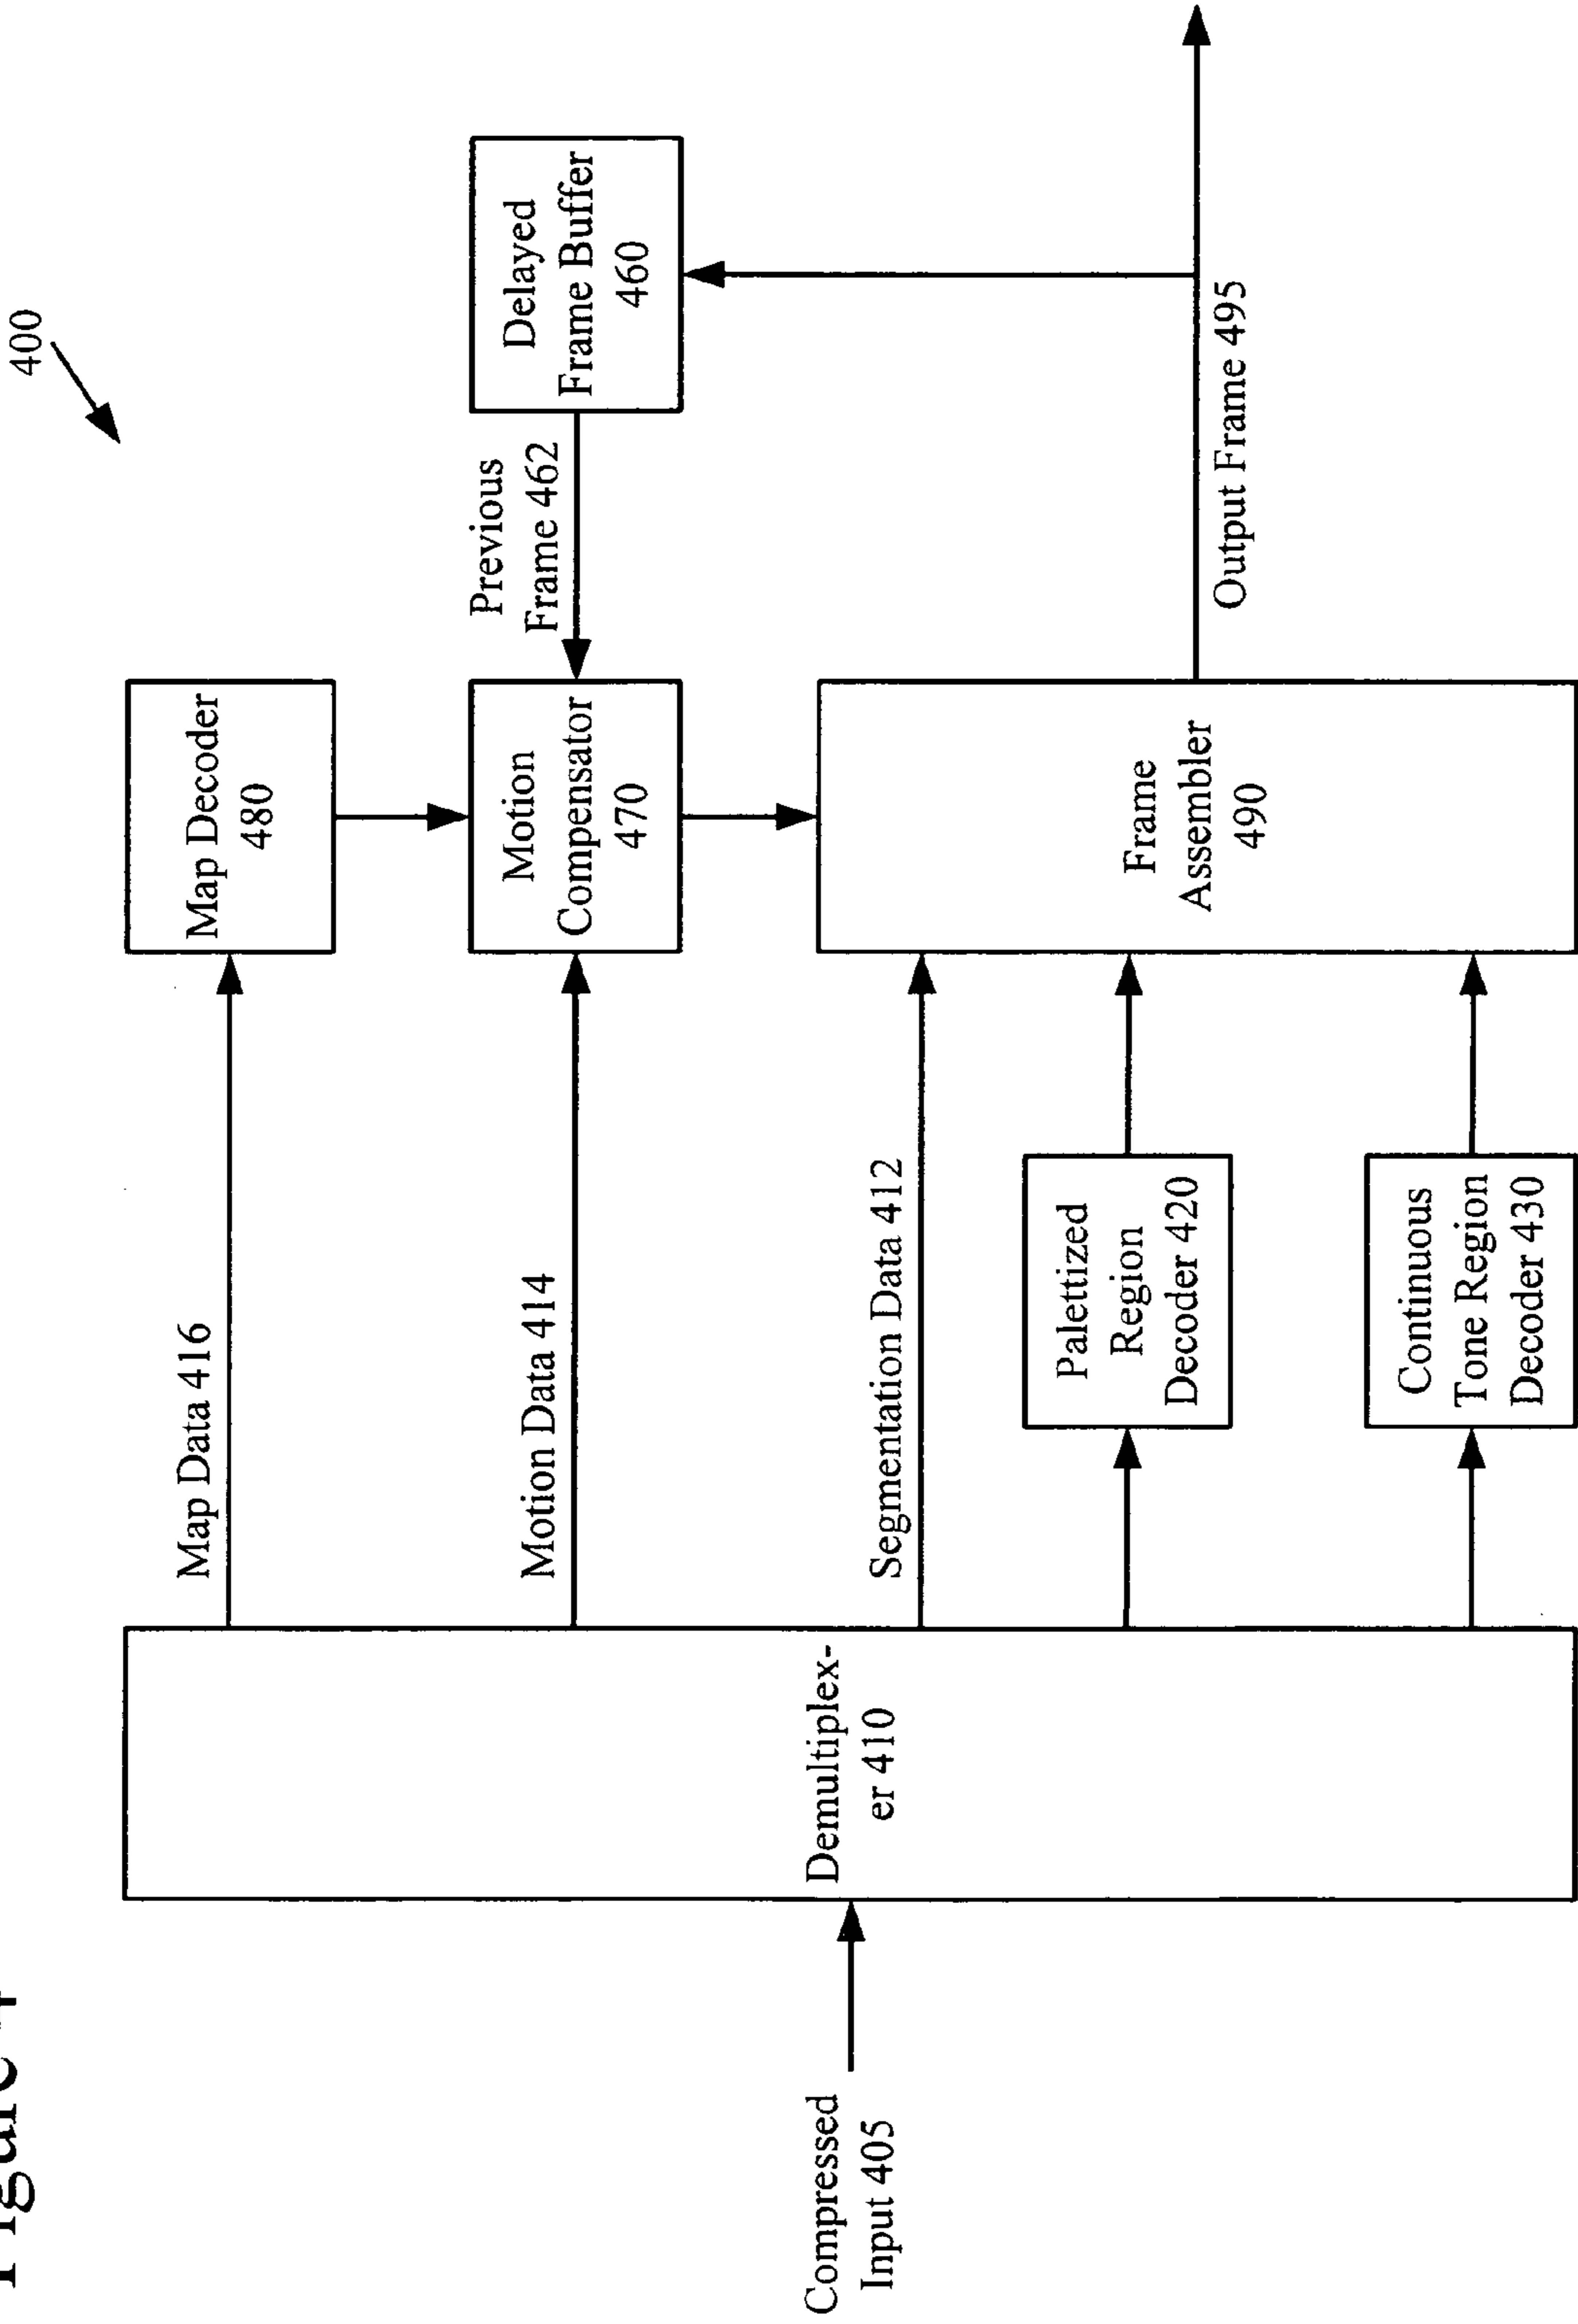 Figure 4
400
Map Data 416
Map Decoder
480
Delayed
Frame Buffer
460
Previous
Frame 462
Motion Data 414
Motion
Compensator
470
Compressed
Input 405
Demultiplex-
er 410
Segmentation Data 412
Palettized
Region
Decoder 420
Continuous
Tone Region
Decoder 430
Frame
Assembler
490
Output Frame 495